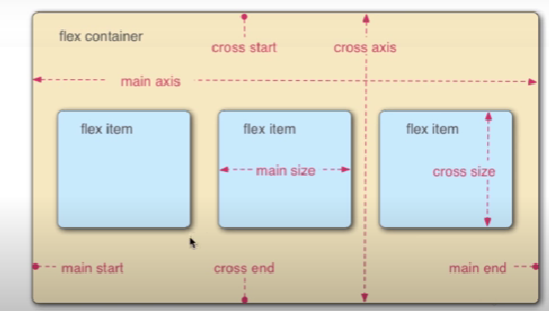 flex container
cross start
cross axis
main axis
flex item
flex item
flex item
main size
cross size
main start
cross end
main end